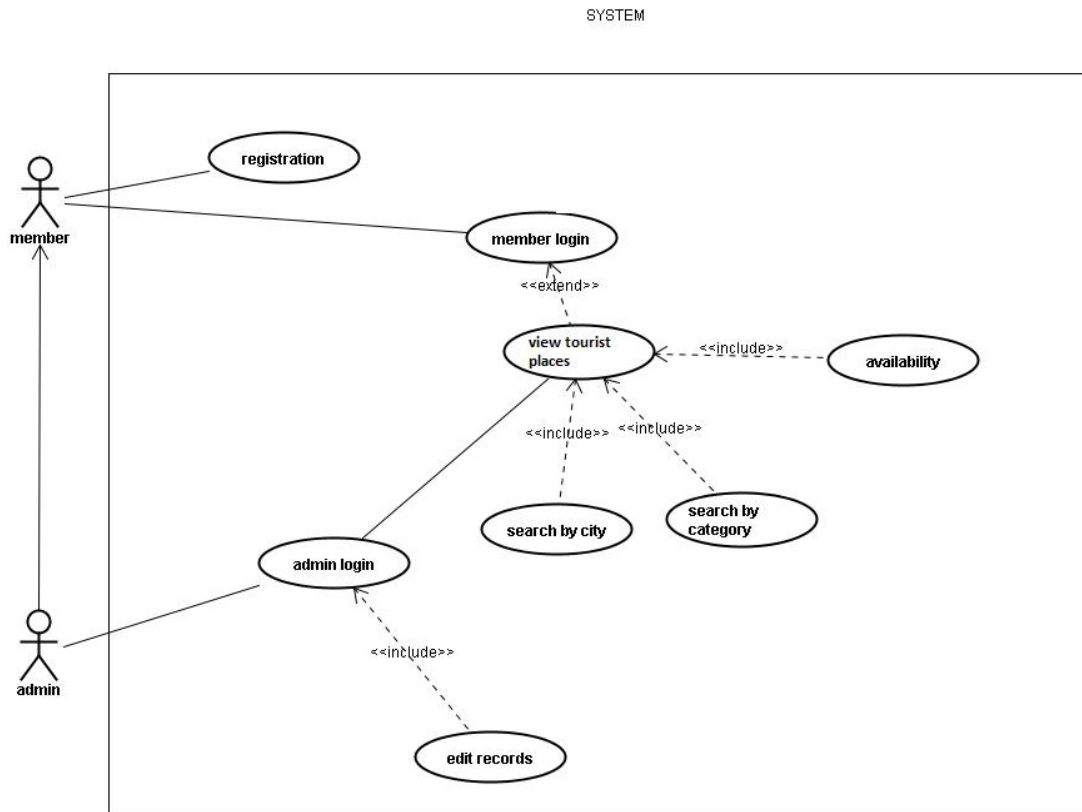 SYSTEM
registration
member
member login
<<extend>>
view tourist
places
<<include>>
availability
<<include>>
<<include>>
search by city
search by
category
admin login
<<include>>
admin
edit records